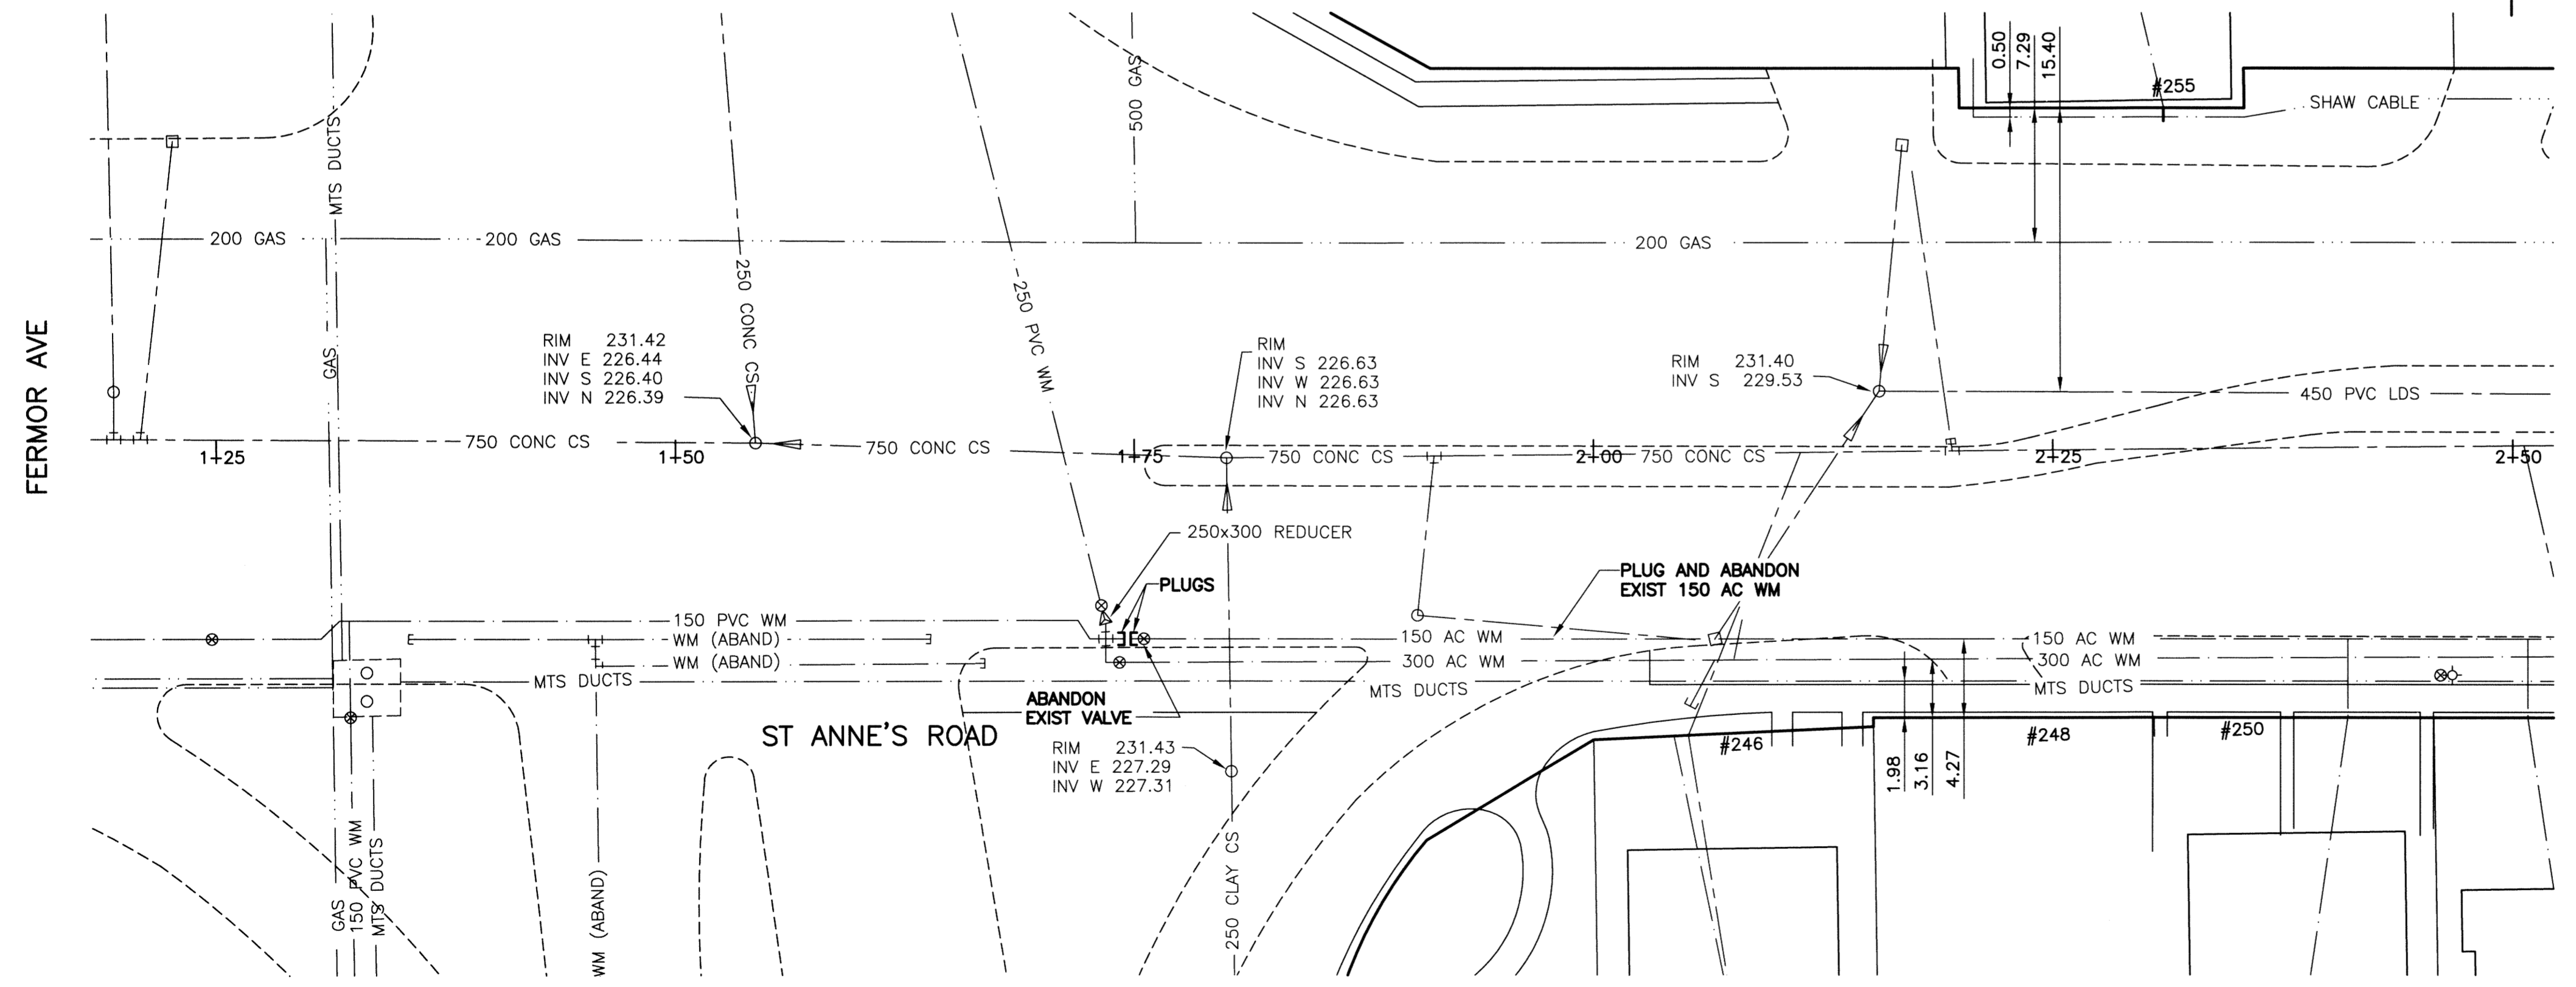 0.50
7.29
15.40
#255
SHAW CABLE
500 GAS
MTS DUCTS
200 GAS
200 GAS
200 GAS
FERMOR AVE
GAS
250 CONC CS
250 PVC WM
RIM 231.42
INV E 226.44
INV S 226.40
INV N 226.39
RIM
INV S 226.63
INV W 226.63
INV N 226.63
RIM 231.40
INV S 229.53
450 PVC LDS
750 CONC CS
750 CONC CS
750 CONC CS
750 CONC CS
1+25
1+50
1+75
2+00
2+25
2+50
250x300 REDUCER
PLUGS
PLUG AND ABANDON
EXIST 150 AC WM
150 PVC WM
WM (ABAND)
WM (ABAND)
150 AC WM
300 AC WM
150 AC WM
300 AC WM
MTS DUCTS
MTS DUCTS
MTS DUCTS
ABANDON
EXIST VALVE
ST ANNE'S ROAD
RIM 231.43
INV E 227.29
INV W 227.31
#246
#248
#250
1.98
3.16
4.27
GAS
150 PVC WM
MTS DUCTS
WM (ABAND)
250 CLAY CS